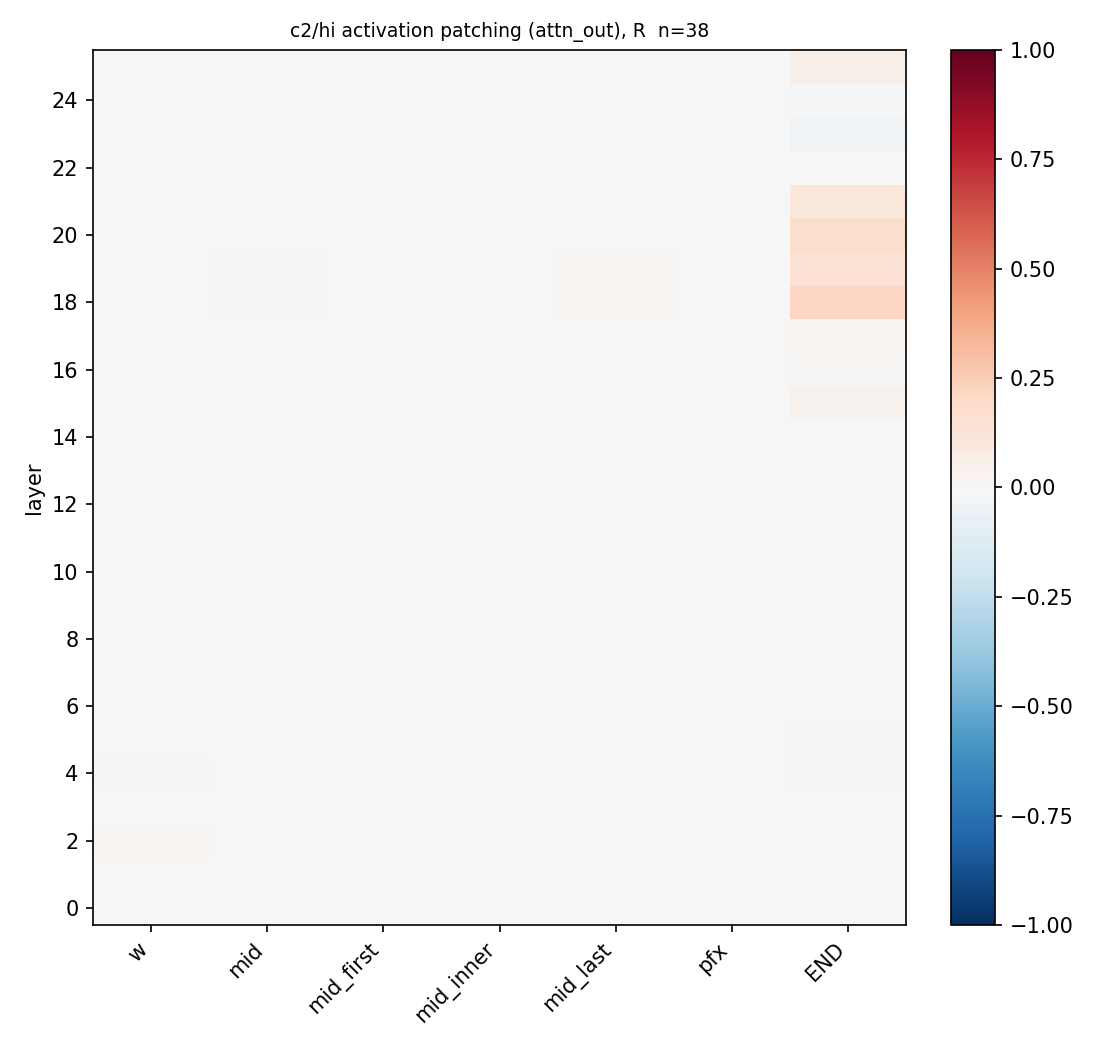 c2/hi activation patching (attn_out), R n=38
layer
24
22
20
18
16
14
12
10
8
6
4
2
0
w
mid
mid_first
mid_inner
mid_last
pfx
END
1.00
0.75
0.50
0.25
0.00
−0.25
−0.50
−0.75
−1.00